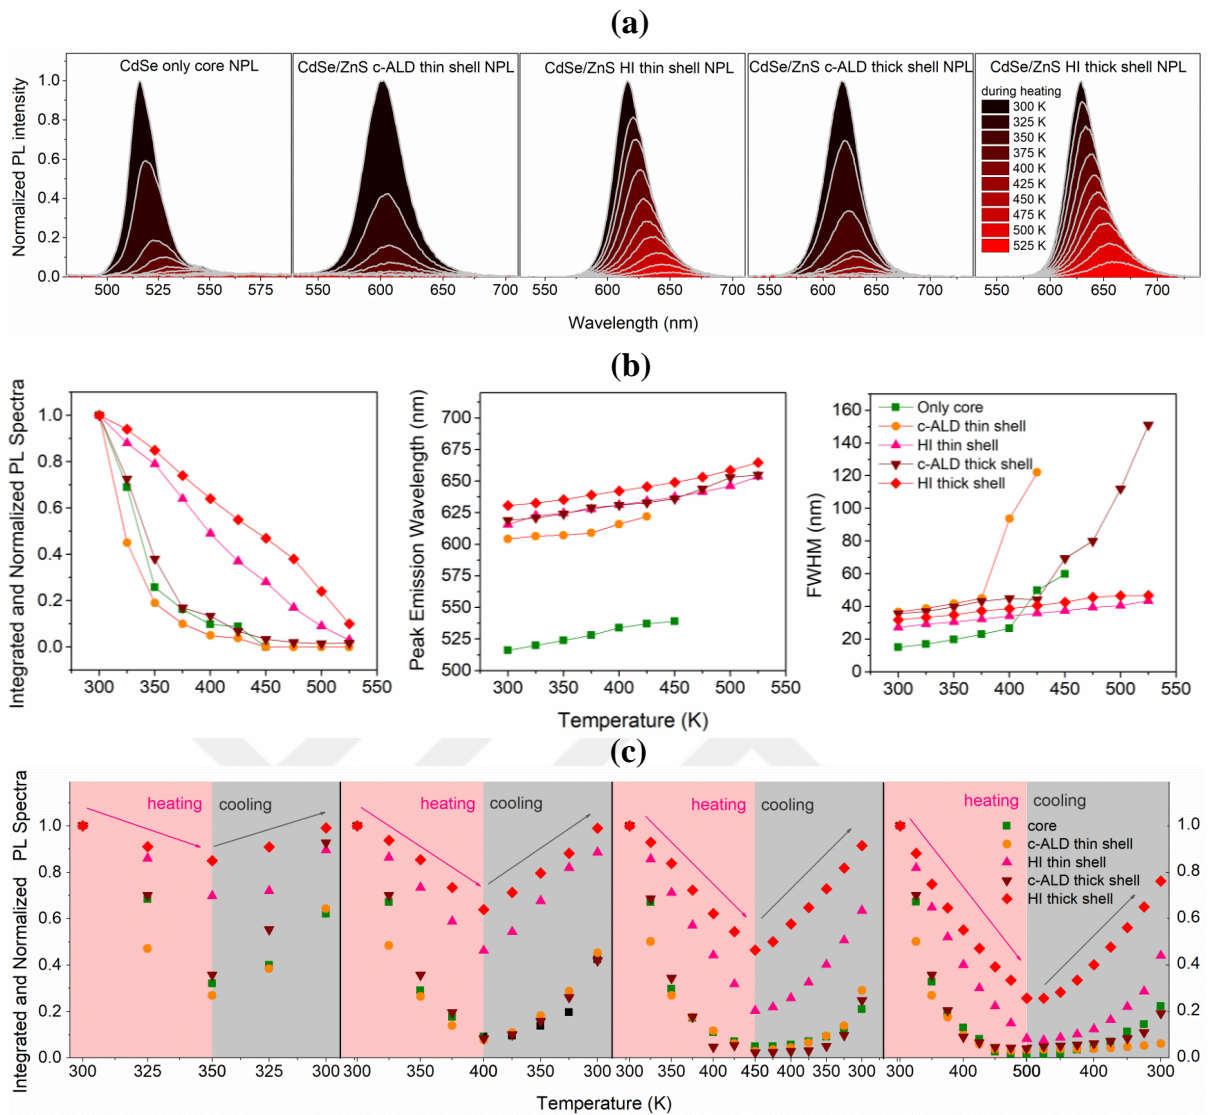 (a)
CdSe only core NPL
CdSe/ZnS c-ALD thin shell NPL
CdSe/ZnS HI thin shell NPL
CdSe/ZnS c-ALD thick shell NPL
CdSe/ZnS HI thick shell NPL
Normalized PL intensity
1.0
0.8
0.6
0.4
0.2
0.0
during heating
300 K
325 K
350 K
375 K
400 K
425 K
450 K
475 K
500 K
525 K
500 525 550 575
550 600 650 700
550 600 650 700
550 600 650 700
550 600 650 700
Wavelength (nm)
(b)
Integrated and Normalized PL Spectra
1.0
0.8
0.6
0.4
0.2
0.0
300 350 400 450 500 550
Peak Emission Wavelength (nm)
700
675
650
625
600
575
550
525
500
300 350 400 450 500 550
FWHM (nm)
160
140
120
100
80
60
40
20
0
Only core
c-ALD thin shell
HI thin shell
c-ALD thick shell
HI thick shell
300 350 400 450 500 550
Temperature (K)
(c)
Integrated and Normalized PL Spectra
1.0
0.8
0.6
0.4
0.2
0.0
heating cooling
heating cooling
heating cooling
heating cooling
core
c-ALD thin shell
HI thin shell
c-ALD thick shell
HI thick shell
1.0
0.8
0.6
0.4
0.2
0.0
300 325 350 325 300
300 350 400 350 300
300 350 400 450 400 350 300
300 400 500 400 300
Temperature (K)